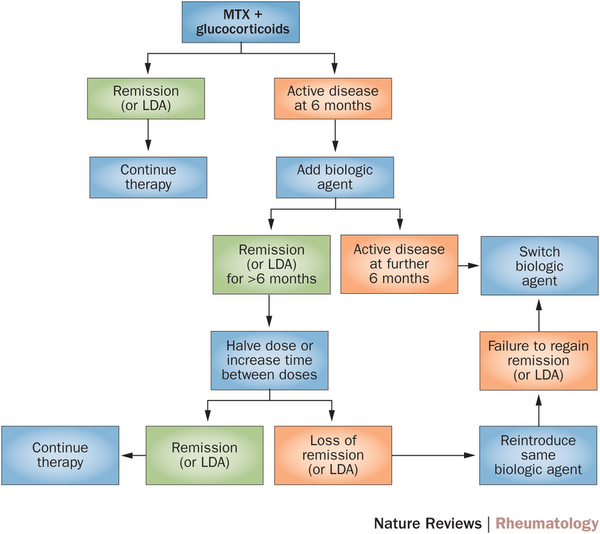 MTX +
glucocorticoids
Remission
(or LDA)
Active disease
at 6 months
Continue
therapy
Add biologic
agent
Remission
(or LDA)
for >6 months
Active disease
at further
6 months
Switch
biologic
agent
Halve dose or
increase time
between doses
Failure to regain
remission
(or LDA)
Continue
therapy
Remission
(or LDA)
Loss of
remission
(or LDA)
Reintroduce
same
biologic agent
Nature Reviews | Rheumatology